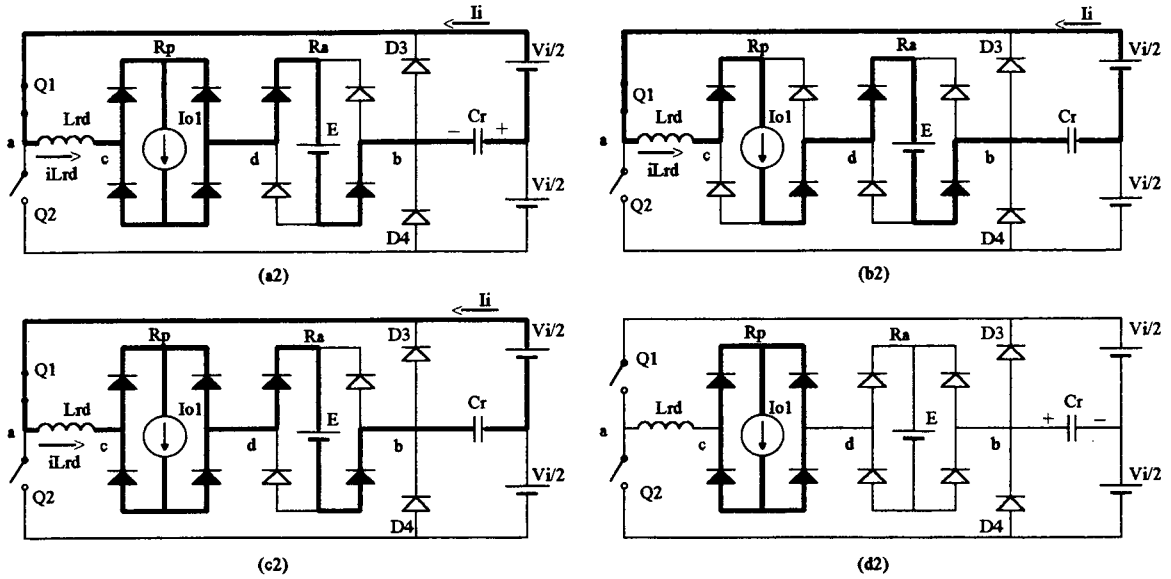 Ii
Rp Ra D3 Vi/2
Q1
Lrd Io1 E Cr
− +
a c d b
iLrd
Vi/2
Q2
D4
(a2)
Ii
Rp Ra D3 Vi/2
Q1
Lrd Io1 E Cr
a c d b
iLrd
Vi/2
Q2
D4
(b2)
Ii
Rp Ra D3 Vi/2
Q1
Lrd Io1 E Cr
a c d b
iLrd
Vi/2
Q2
D4
(c2)
Rp Ra D3 Vi/2
Q1
Lrd Io1 E Cr
+ −
a c d b
Vi/2
Q2
D4
(d2)